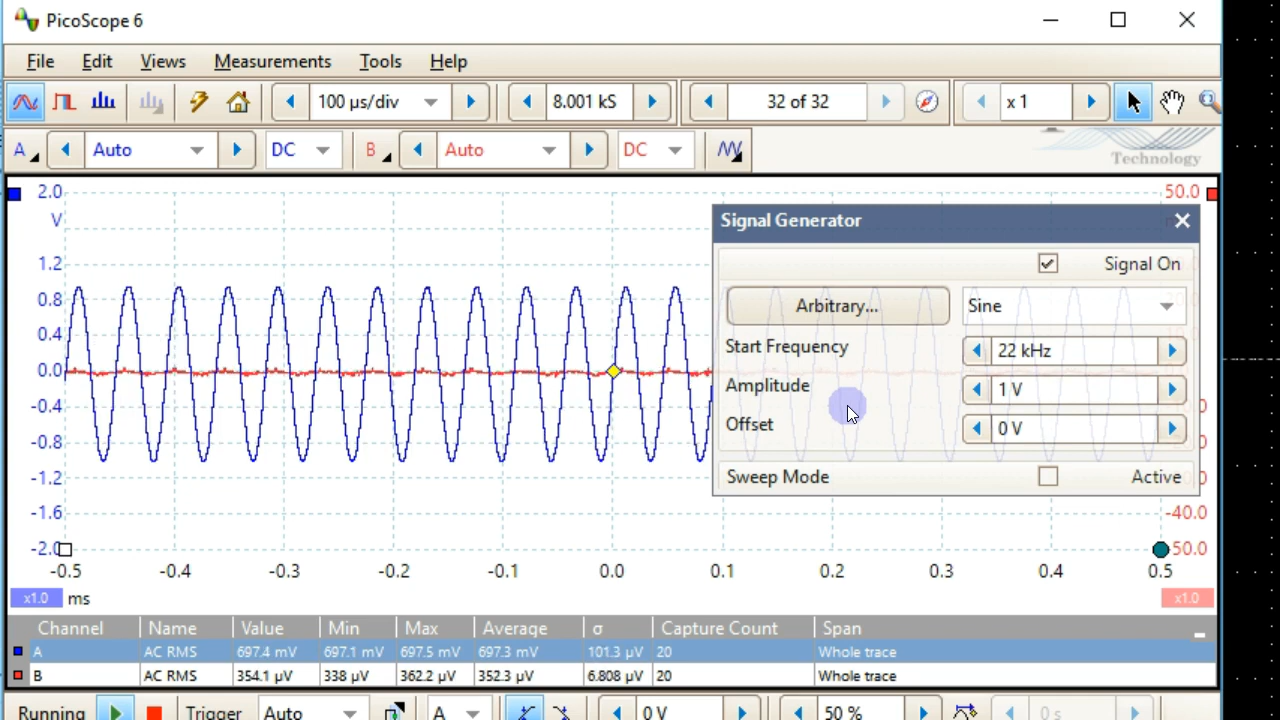 PicoScope 6
File Edit Views Measurements Tools Help
100 µs/div 8.001 kS 32 of 32 x 1
A Auto DC B Auto DC
Technology
2.0 50.0
V
Signal Generator
Signal On
1.2
0.8 Arbitrary... Sine
0.4 Start Frequency 22 kHz
0.0 Amplitude 1 V
-0.4 Offset 0 V
-0.8
-1.2 Sweep Mode Active
-1.6 -40.0
-2.0 -50.0
-0.5 -0.4 -0.3 -0.2 -0.1 0.0 0.1 0.2 0.3 0.4 0.5
x1.0 ms x1.0
Channel Name Value Min Max Average σ Capture Count Span
A AC RMS 697.4 mV 697.1 mV 697.5 mV 697.3 mV 101.3 µV 20 Whole trace
B AC RMS 354.1 µV 338 µV 362.2 µV 352.3 µV 6.808 µV 20 Whole trace
Running Trigger Auto A 0 V 50 % 0 s